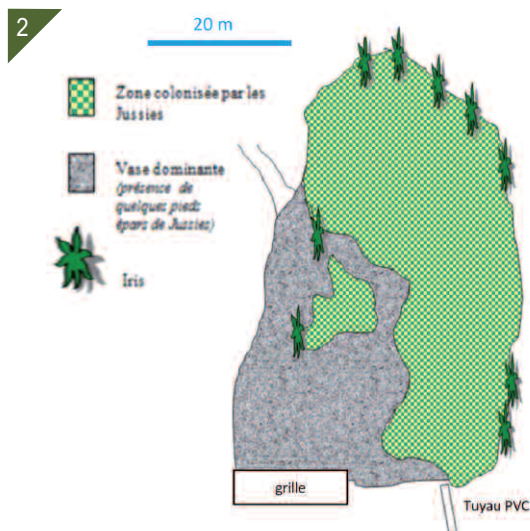 2
20 m
Zone colonisée par les
Jussies
Vase dominante
(présence de
quelques pieds
épars de Jussies)
Iris
grille
Tuyau PVC